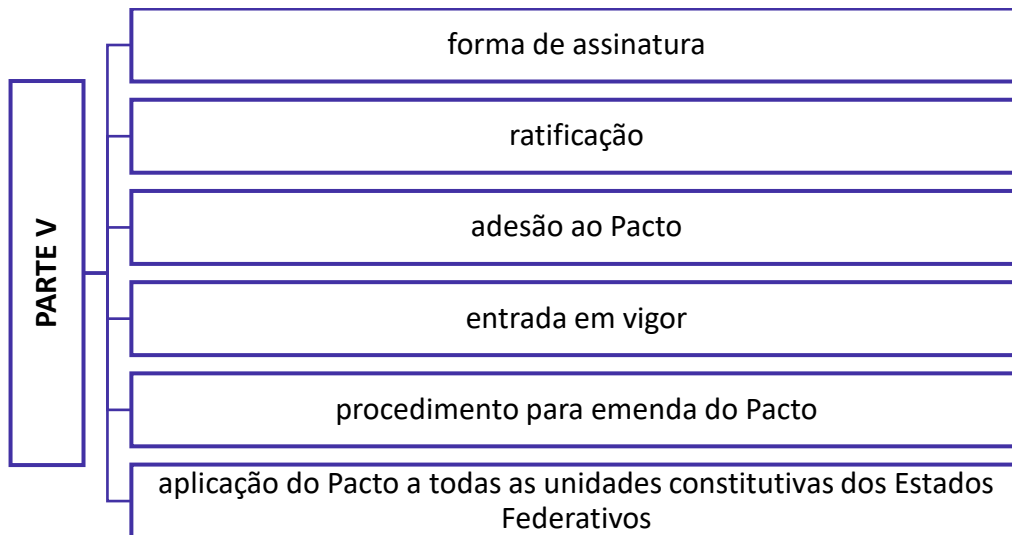 PARTE V
forma de assinatura
ratificação
adesão ao Pacto
entrada em vigor
procedimento para emenda do Pacto
aplicação do Pacto a todas as unidades constitutivas dos Estados
Federativos